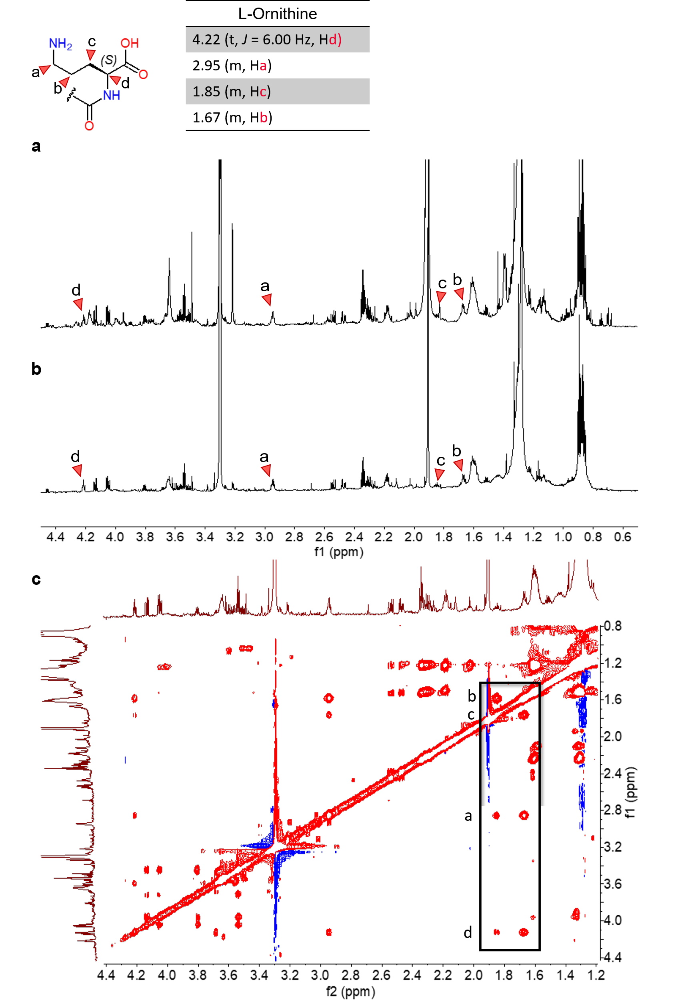 L-Ornithine
4.22 (t, J = 6.00 Hz, Hd)
2.95 (m, Ha)
1.85 (m, Hc)
1.67 (m, Hb)
NH2
c
OH
(S)
a
O
b
d
NH
O
a
d
a
c
b
b
d
a
c
b
4.4 4.2 4.0 3.8 3.6 3.4 3.2 3.0 2.8 2.6 2.4 2.2 2.0 1.8 1.6 1.4 1.2 1.0 0.8 0.6
f1 (ppm)
c
0.8
1.2
b
1.6
c
2.0
2.4
2.8
a
3.2
3.6
4.0
d
4.4
f1 (ppm)
4.4 4.2 4.0 3.8 3.6 3.4 3.2 3.0 2.8 2.6 2.4 2.2 2.0 1.8 1.6 1.4 1.2
f2 (ppm)